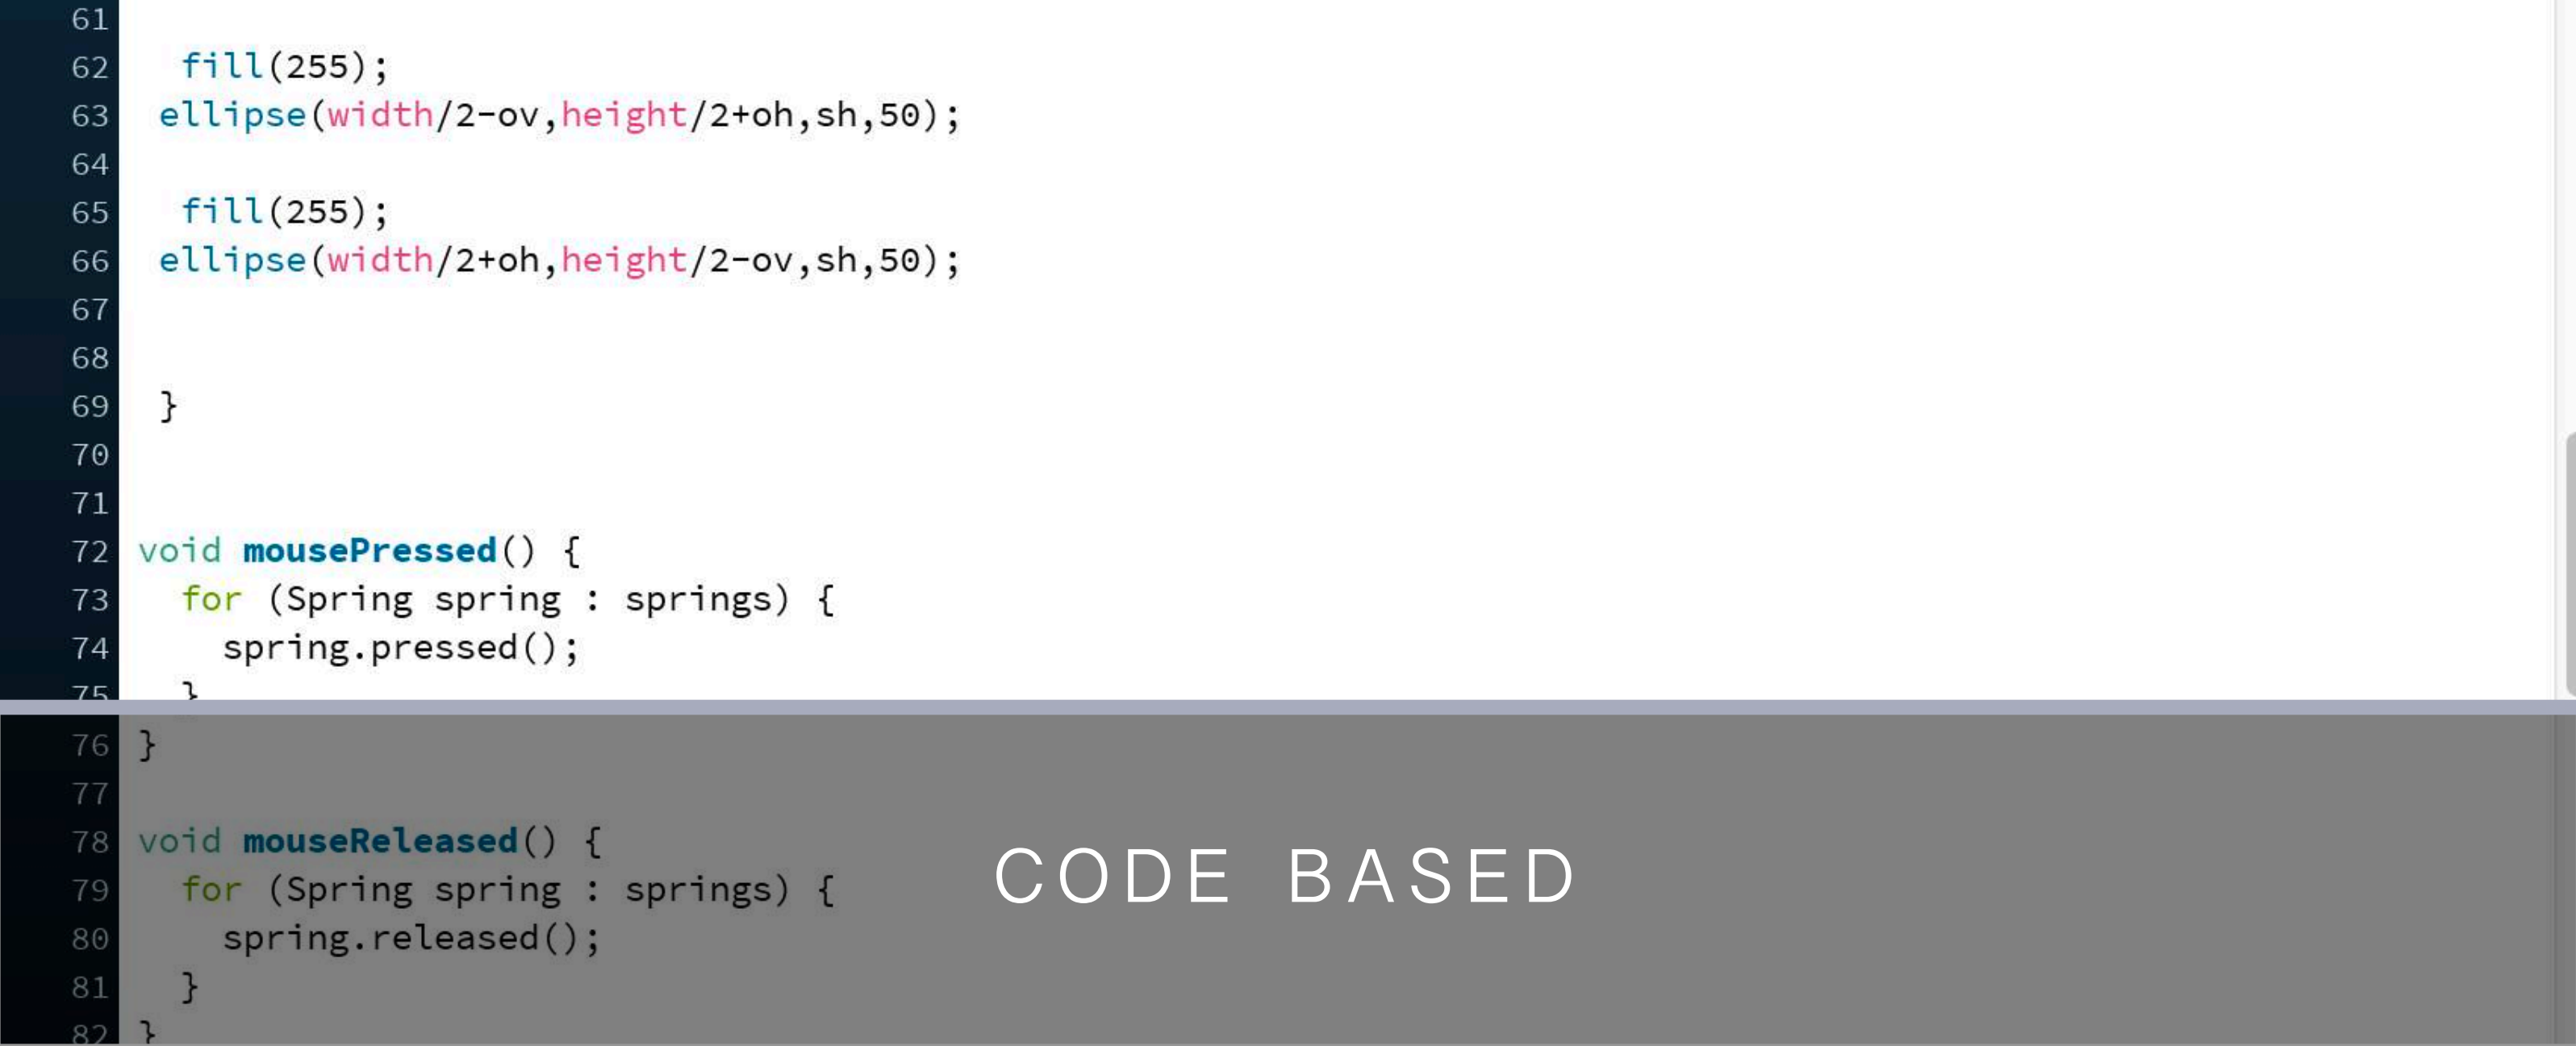 61
62 fill(255);
63 ellipse(width/2-ov,height/2+oh,sh,50);
64
65 fill(255);
66 ellipse(width/2+oh,height/2-ov,sh,50);
67
68
69 }
70
71
72 void mousePressed() {
73 for (Spring spring : springs) {
74 spring.pressed();
75 }
76 }
77
78 void mouseReleased() {
79 for (Spring spring : springs) {
80 spring.released();
81 }
82 }
CODE BASED